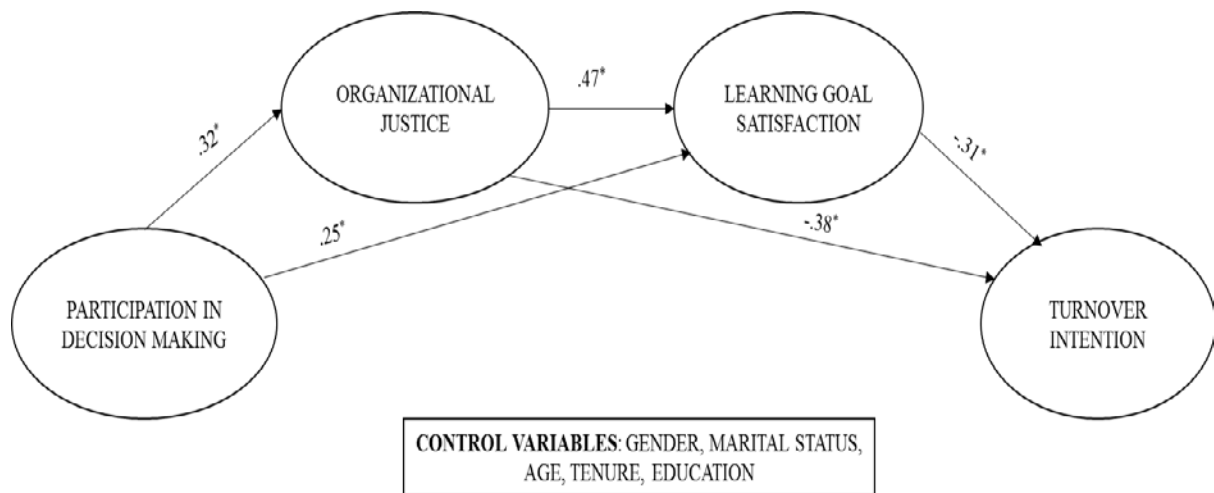 ORGANIZATIONAL
JUSTICE
.47*
LEARNING GOAL
SATISFACTION
.32*
-.31*
.25*
-.38*
PARTICIPATION IN
DECISION MAKING
TURNOVER
INTENTION
CONTROL VARIABLES: GENDER, MARITAL STATUS,
AGE, TENURE, EDUCATION